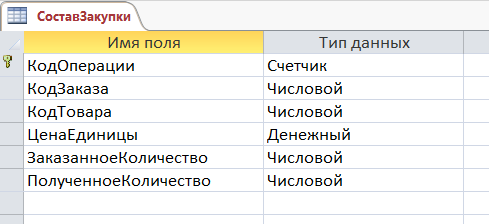 СоставЗакупки
Имя поля Тип данных
КодОперации Счетчик
КодЗаказа Числовой
КодТовара Числовой
ЦенаЕдиницы Денежный
ЗаказанноеКоличество Числовой
ПолученноеКоличество Числовой